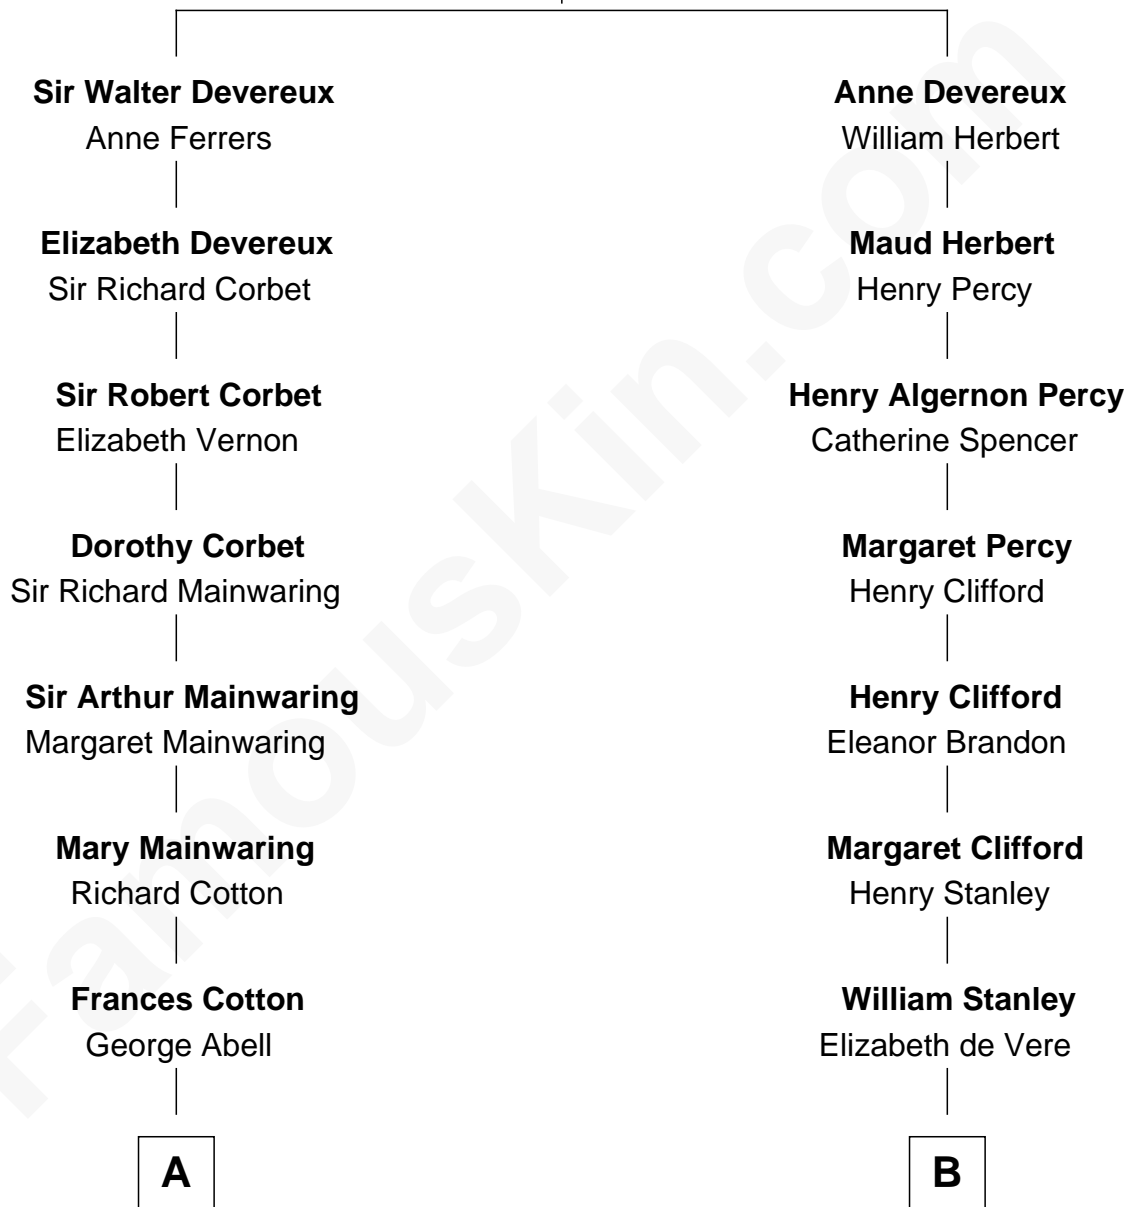 Sir Walter Devereux
Anne Ferrers
Elizabeth Devereux
Sir Richard Corbet
Sir Robert Corbet
Elizabeth Vernon
Dorothy Corbet
Sir Richard Mainwaring
Sir Arthur Mainwaring
Margaret Mainwaring
Mary Mainwaring
Richard Cotton
Frances Cotton
George Abell
A
Anne Devereux
William Herbert
Maud Herbert
Henry Percy
Henry Algernon Percy
Catherine Spencer
Margaret Percy
Henry Clifford
Henry Clifford
Eleanor Brandon
Margaret Clifford
Henry Stanley
William Stanley
Elizabeth de Vere
B
FamousKin.com